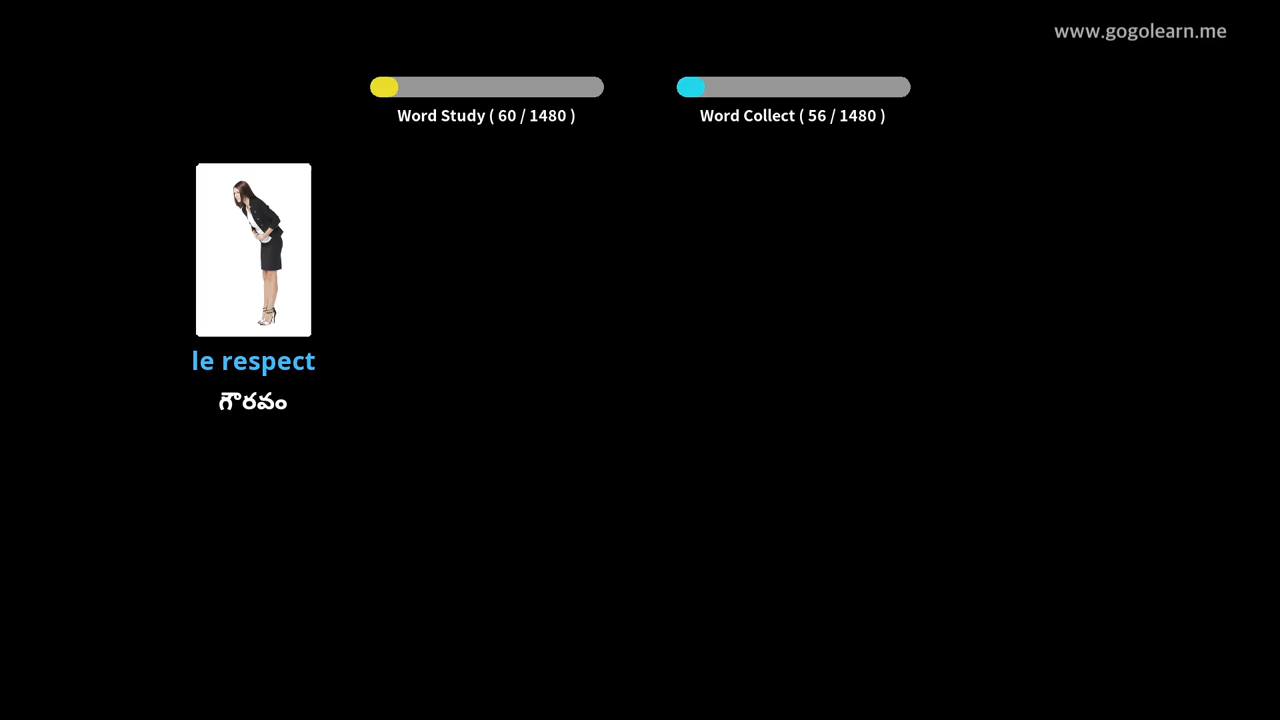 www.gogolearn.me
Word Study ( 60 / 1480 )
Word Collect ( 56 / 1480 )
le respect
గౌరవం